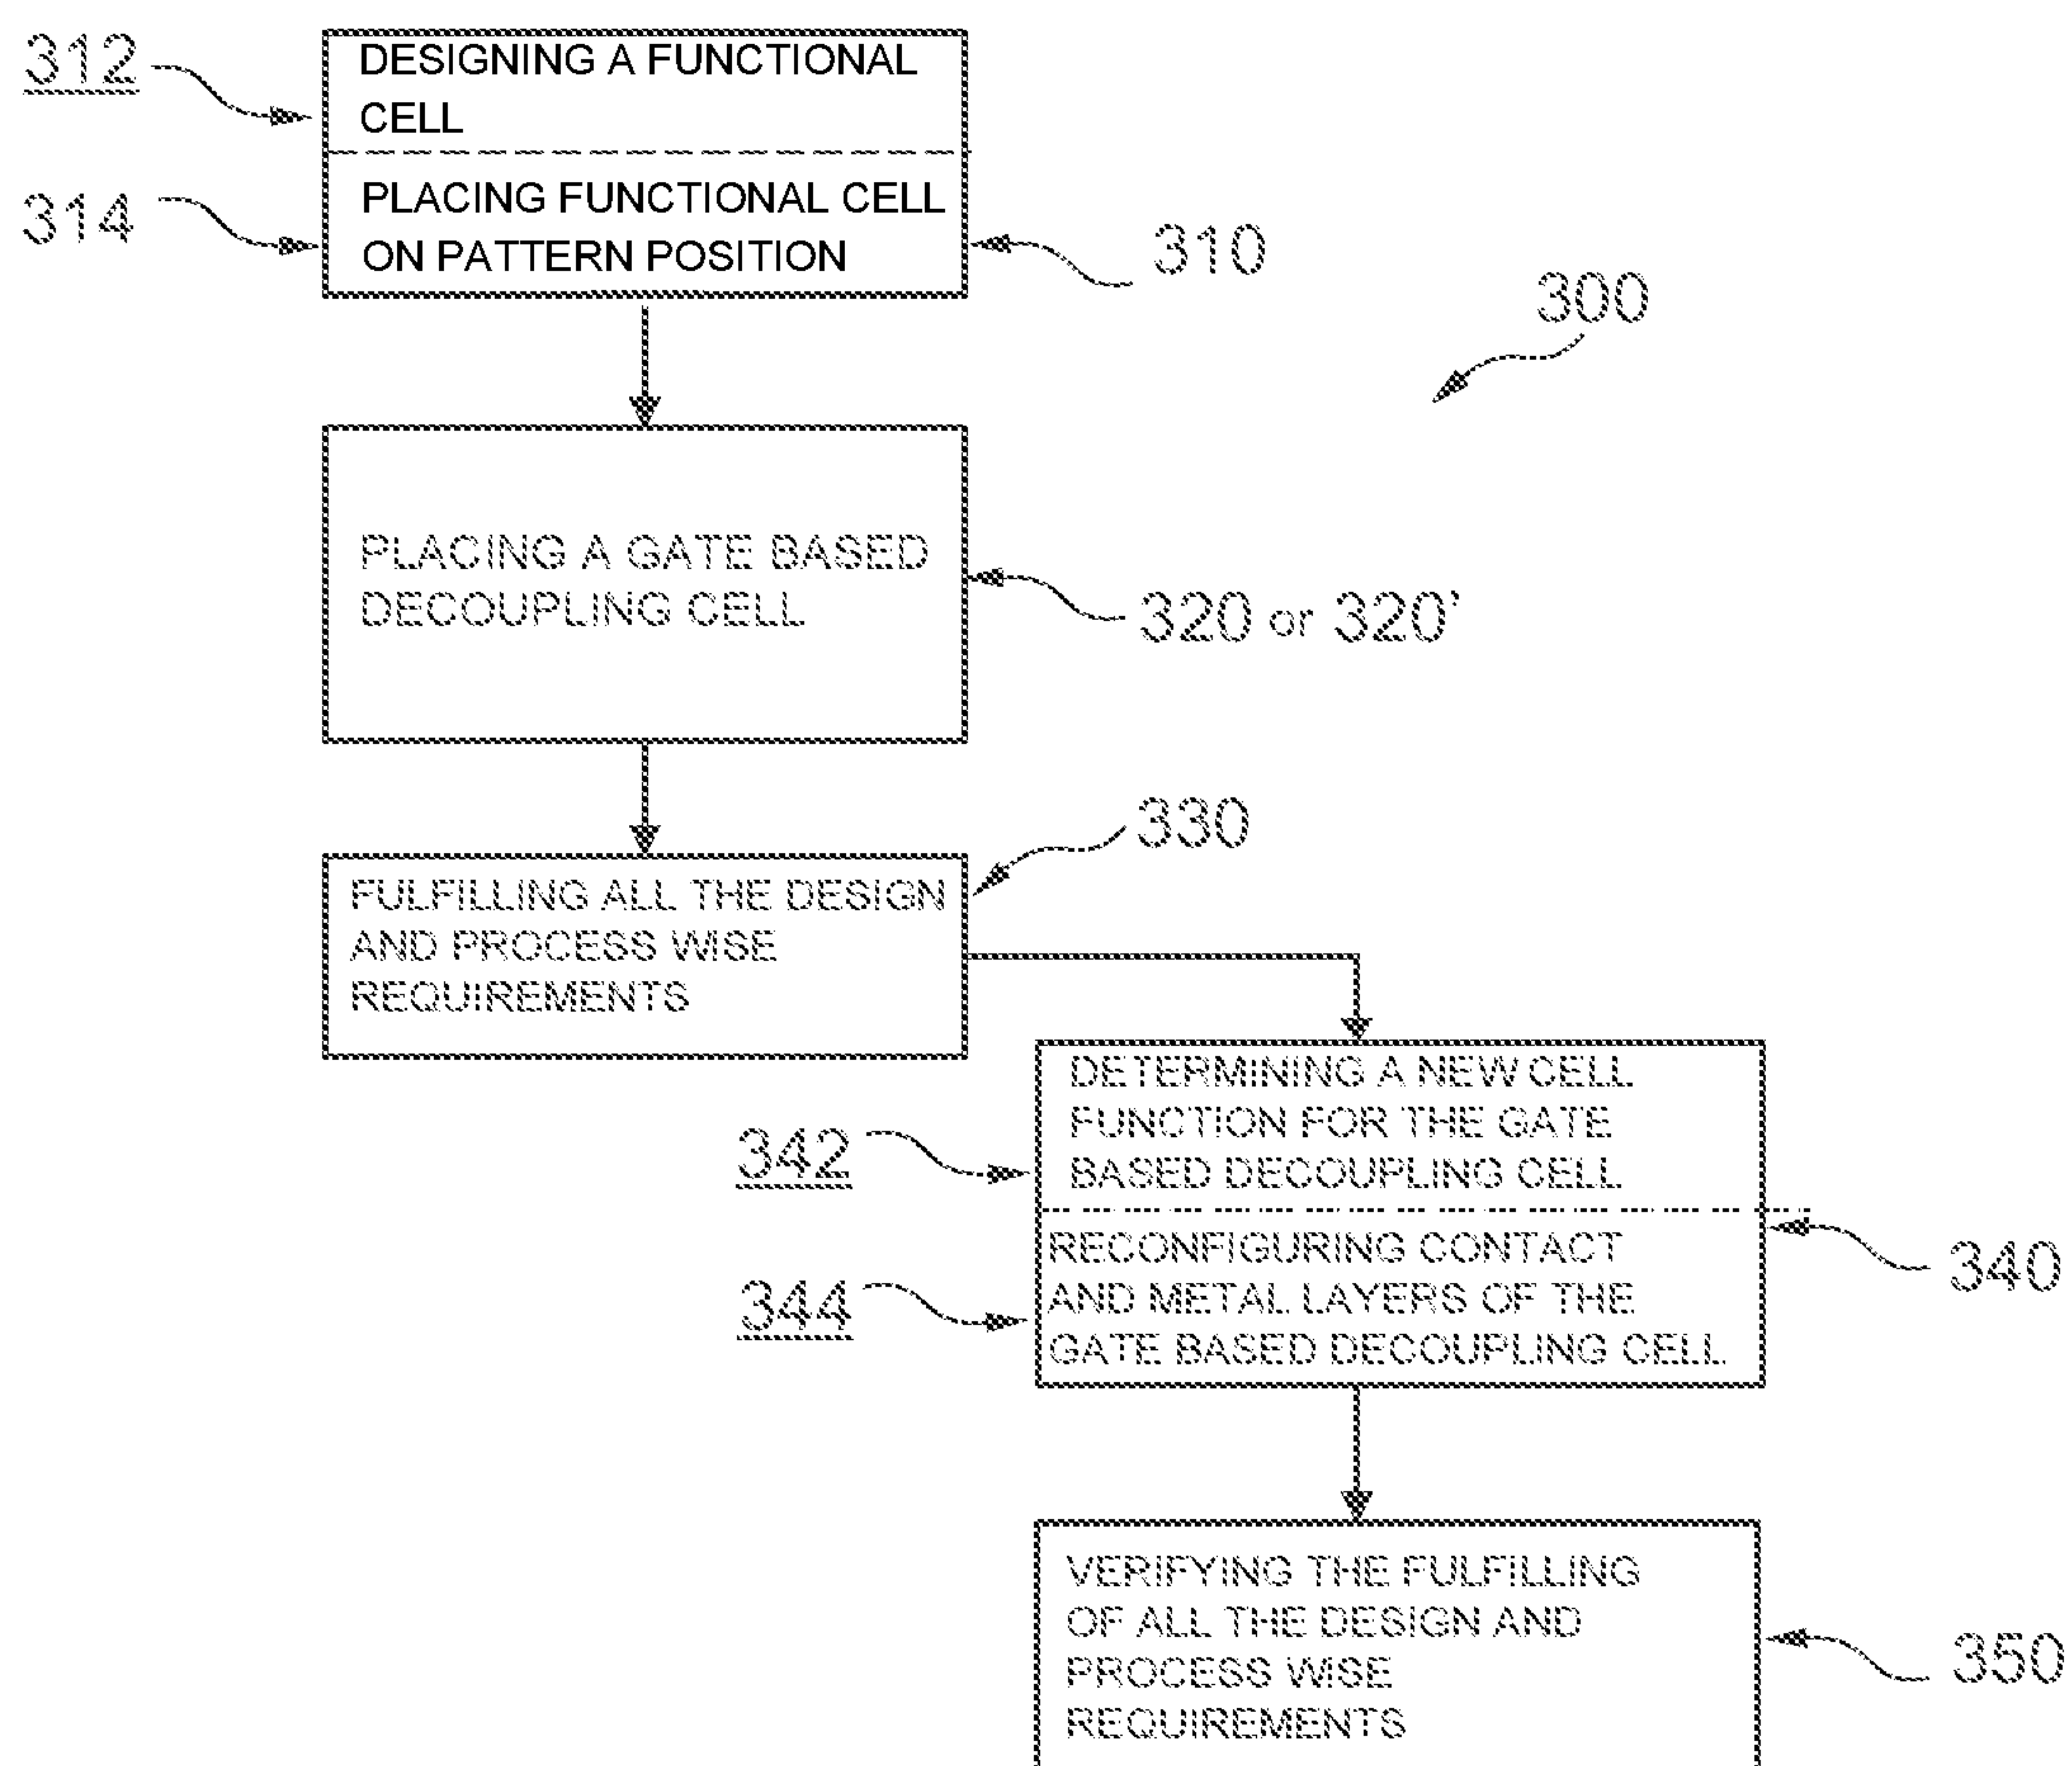 312
DESIGNING A FUNCTIONAL
CELL
314
PLACING FUNCTIONAL CELL
ON PATTERN POSITION
310
300
PLACING A GATE BASED
DECOUPLING CELL
320 or 320'
330
FULFILLING ALL THE DESIGN
AND PROCESS WISE
REQUIREMENTS
342
DETERMINING A NEW CELL
FUNCTION FOR THE GATE
BASED DECOUPLING CELL
340
344
RECONFIGURING CONTACT
AND METAL LAYERS OF THE
GATE BASED DECOUPLING CELL
VERIFYING THE FULFILLING
OF ALL THE DESIGN AND
PROCESS WISE
REQUIREMENTS
350